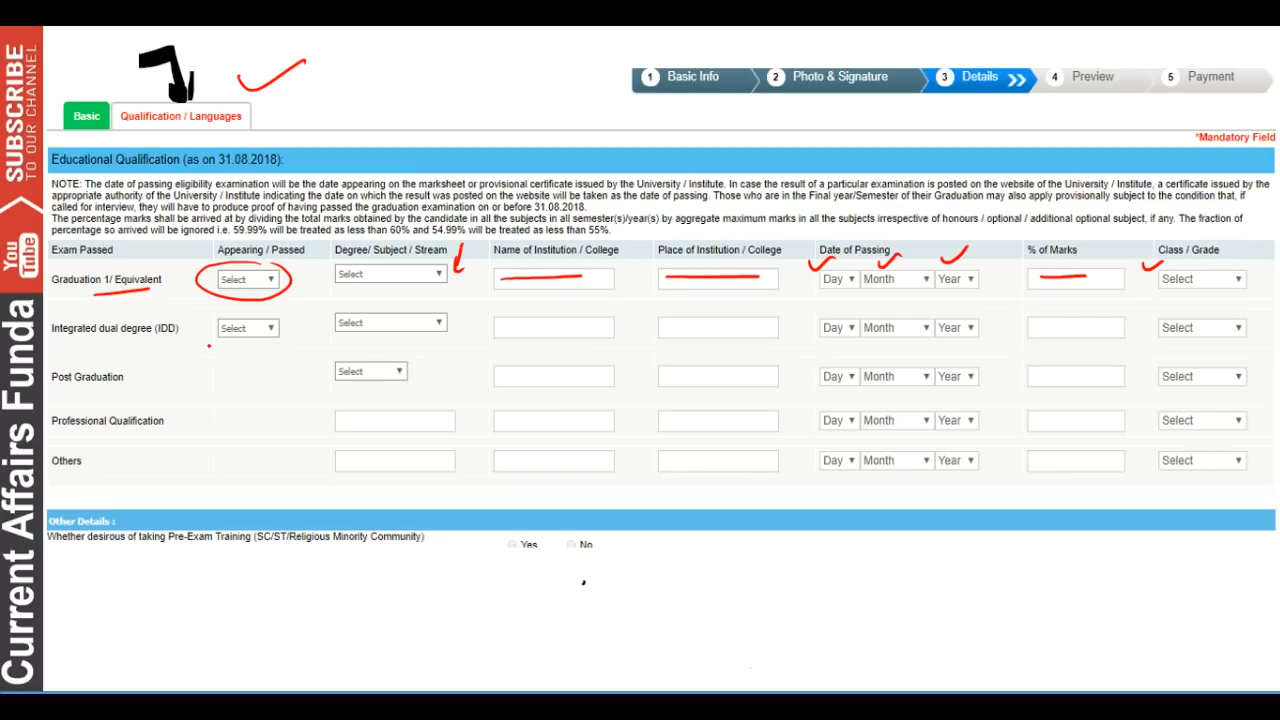 SUBSCRIBE
TO OUR CHANNEL
You Tube
Current Affairs Funda
1 Basic Info
2 Photo & Signature
3 Details
4 Preview
5 Payment
Basic
Qualification / Languages
*Mandatory Field
Educational Qualification (as on 31.08.2018):
NOTE: The date of passing eligibility examination will be the date appearing on the marksheet or provisional certificate issued by the University / Institute. In case the result of a particular examination is posted on the website of the University / Institute, a certificate issued by the
appropriate authority of the University / Institute indicating the date on which the result was posted on the website will be taken as the date of passing. Those who are in the Final year/Semester of their Graduation may also apply provisionally subject to the condition that, if
called for interview, they will have to produce proof of having passed the graduation examination on or before 31.08.2018.
The percentage marks shall be arrived at by dividing the total marks obtained by the candidate in all the subjects in all semester(s)/year(s) by aggregate maximum marks in all the subjects irrespective of honours / optional / additional optional subject, if any. The fraction of
percentage so arrived will be ignored i.e. 59.99% will be treated as less than 60% and 54.99% will be treated as less than 55%.
Exam Passed Appearing / Passed Degree/ Subject / Stream Name of Institution / College Place of Institution / College Date of Passing % of Marks Class / Grade
Graduation 1/ Equivalent Select Select Day Month Year Select
Integrated dual degree (IDD) Select Select Day Month Year Select
Post Graduation Select Day Month Year Select
Professional Qualification Day Month Year Select
Others Day Month Year Select
Other Details :
Whether desirous of taking Pre-Exam Training (SC/ST/Religious Minority Community) Yes No